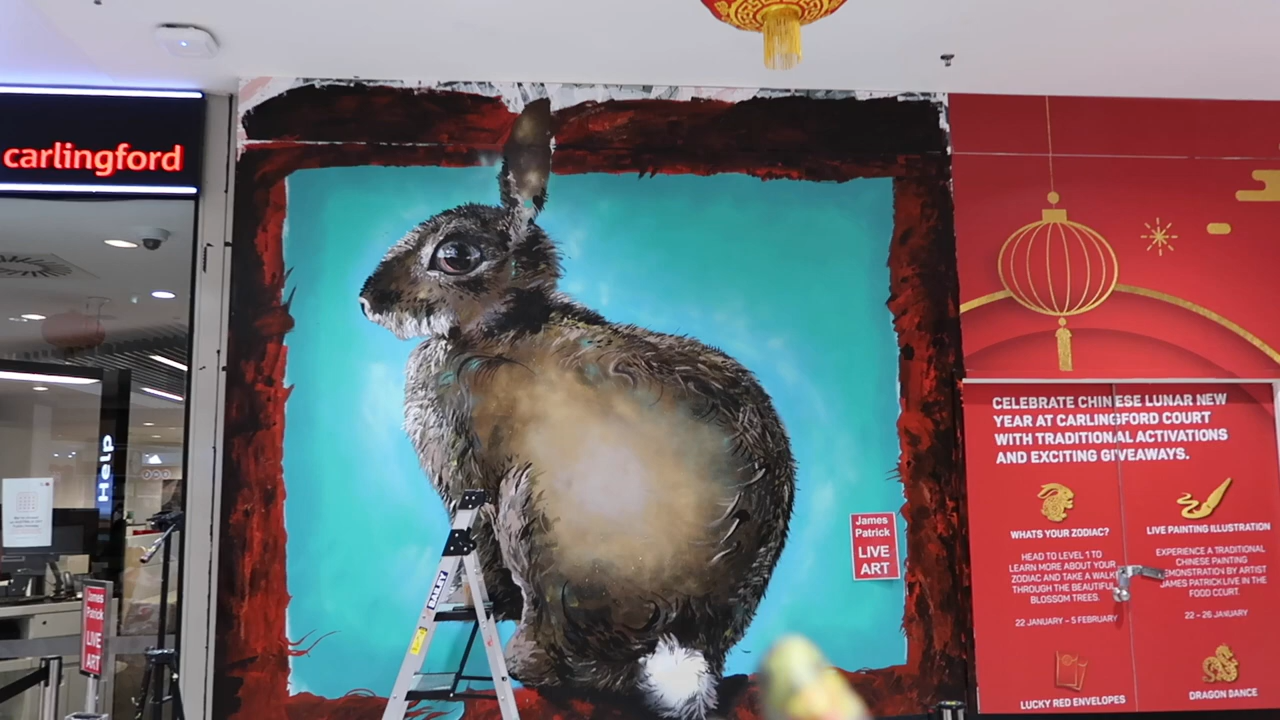 carlingford
Help
James
Patrick
LIVE
ART
BAILEY
James
Patrick
LIVE
ART
CELEBRATE CHINESE LUNAR NEW
YEAR AT CARLINGFORD COURT
WITH TRADITIONAL ACTIVATIONS
AND EXCITING GIVEAWAYS.
WHATS YOUR ZODIAC?
HEAD TO LEVEL 1 TO
LEARN MORE ABOUT YOUR
ZODIAC AND TAKE A WALK
THROUGH THE BEAUTIFUL
BLOSSOM TREES.
22 JANUARY – 5 FEBRUARY
LIVE PAINTING ILLUSTRATION
EXPERIENCE A TRADITIONAL
CHINESE PAINTING
DEMONSTRATION BY ARTIST
JAMES PATRICK LIVE IN THE
FOOD COURT.
22 – 26 JANUARY
LUCKY RED ENVELOPES
DRAGON DANCE